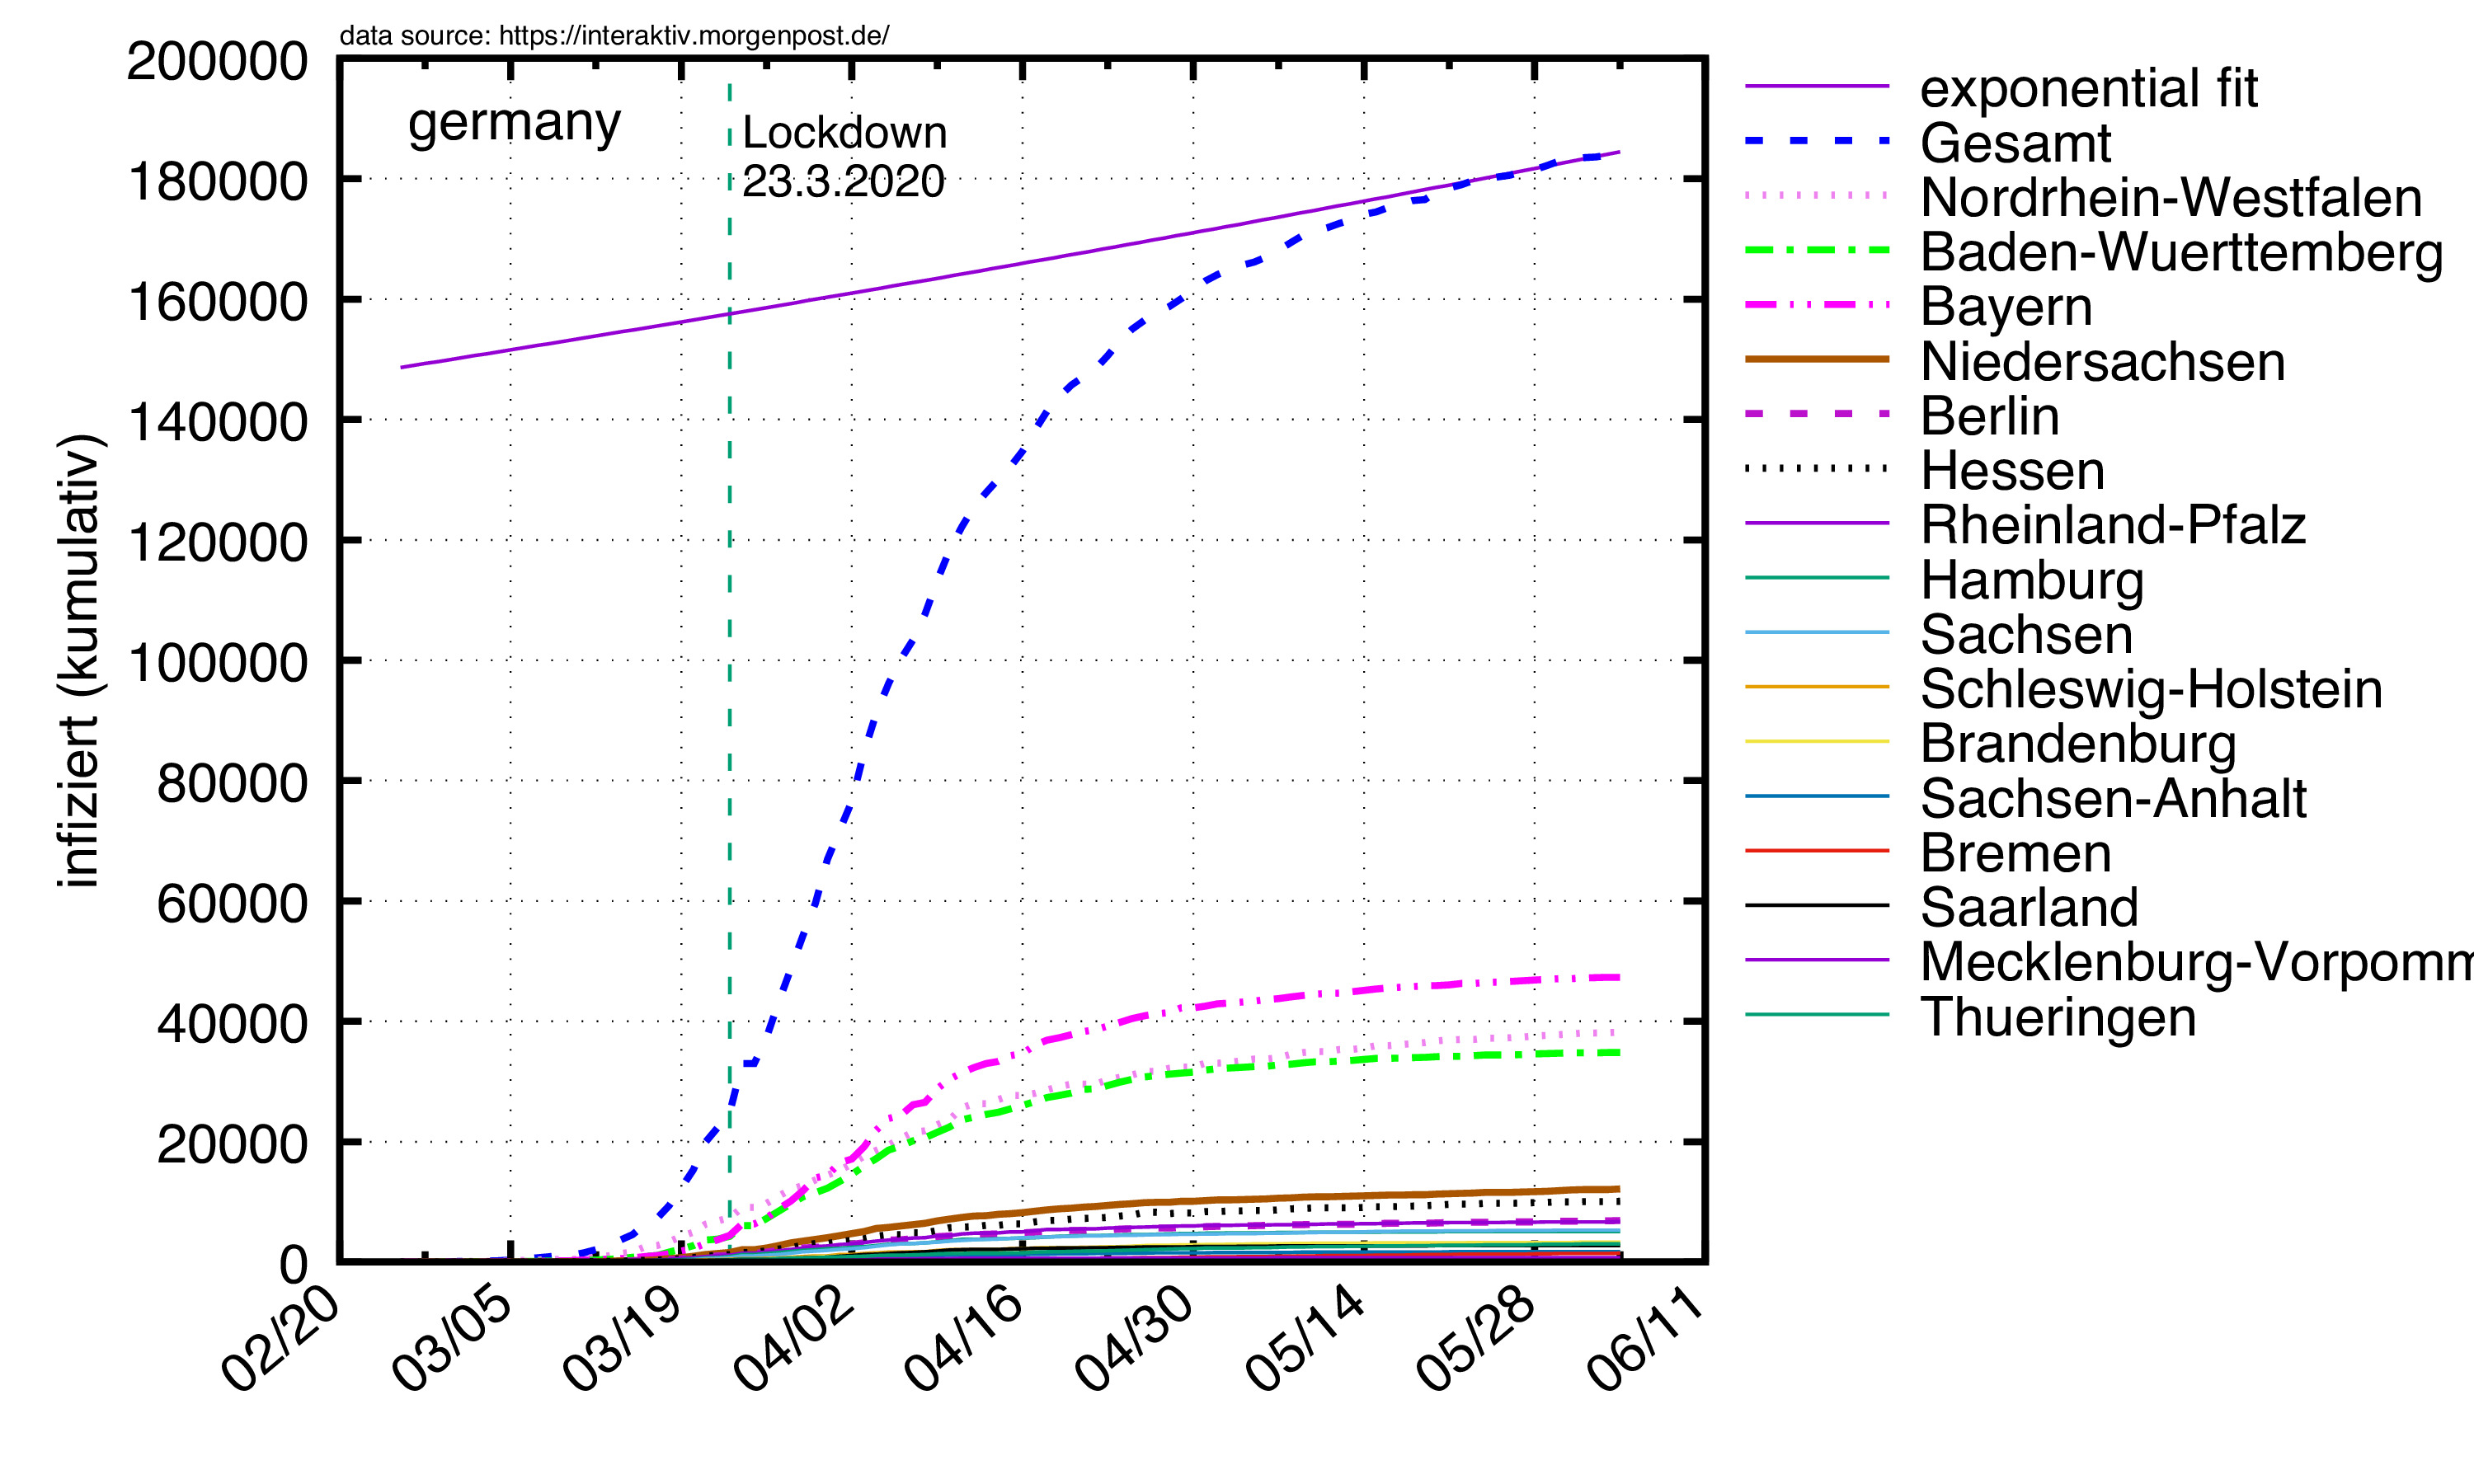 data source: https://interaktiv.morgenpost.de/
200000
180000
160000
140000
120000
100000
80000
60000
40000
20000
0
infiziert (kumulativ)
germany
Lockdown
23.3.2020
02/20
03/05
03/19
04/02
04/16
04/30
05/14
05/28
06/11
exponential fit
Gesamt
Nordrhein-Westfalen
Baden-Wuerttemberg
Bayern
Niedersachsen
Berlin
Hessen
Rheinland-Pfalz
Hamburg
Sachsen
Schleswig-Holstein
Brandenburg
Sachsen-Anhalt
Bremen
Saarland
Mecklenburg-Vorpomm
Thueringen